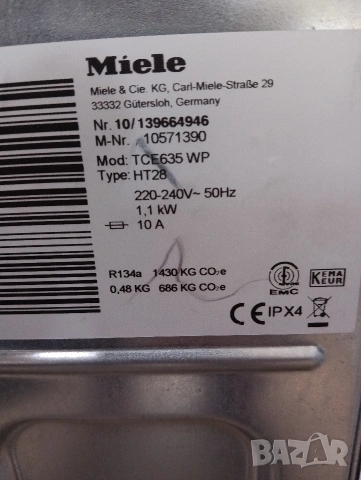 Miele
Miele & Cie. KG, Carl-Miele-Straße 29
33332 Gütersloh, Germany
Nr. 10/139664946
M-Nr. 10571390
Mod: TCE635 WP
Type: HT28
220-240V~ 50Hz
1,1 kW
10 A
R134a 1430 KG CO₂e
0,48 KG 686 KG CO₂e
EMC
KEMA
KEUR
CE IPX4
BAZAR
bg